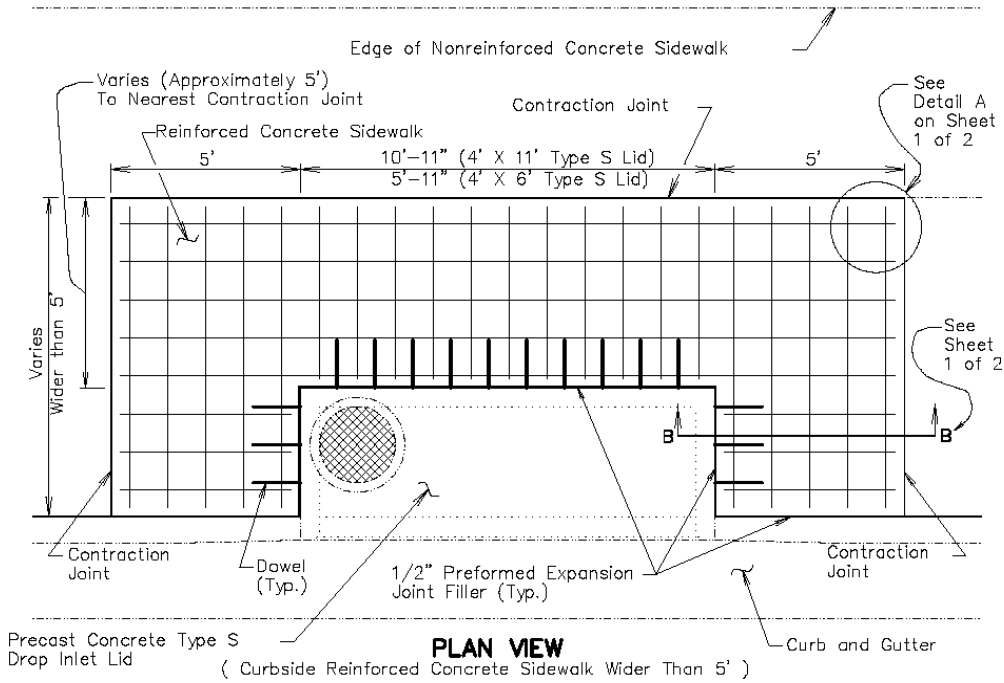 Edge of Nonreinforced Concrete Sidewalk
Varies (Approximately 5')
To Nearest Contraction Joint
See
Detail A
on Sheet
1 of 2
Contraction Joint
Reinforced Concrete Sidewalk
5'
10'-11" (4' X 11' Type S Lid)
5'-11" (4' X 6' Type S Lid)
5'
Varies
Wider than 5'
See
Sheet
1 of 2
B
B
Contraction
Joint
Dowel
(Typ.)
1/2" Preformed Expansion
Joint Filler (Typ.)
Contraction
Joint
Precast Concrete Type S
Drop Inlet Lid
Curb and Gutter
PLAN VIEW
( Curbside Reinforced Concrete Sidewalk Wider Than 5' )